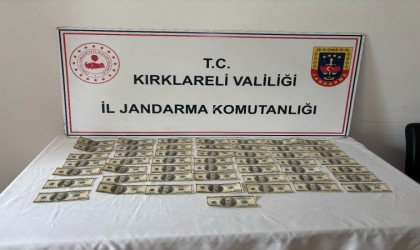 T.C.
KIRKLARELİ VALİLİĞİ
İL JANDARMA KOMUTANLIĞI